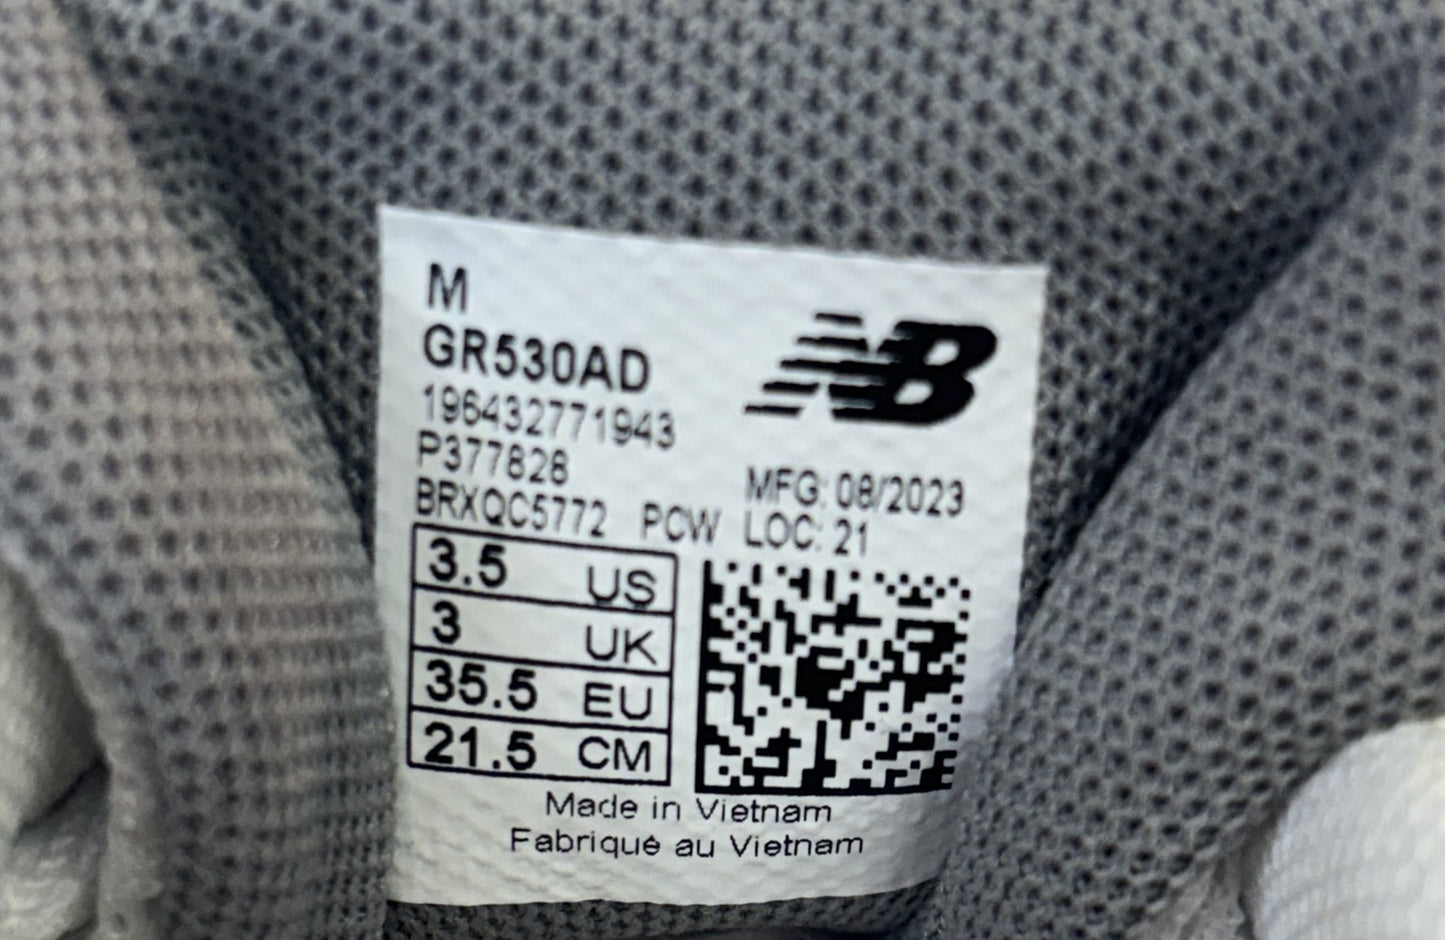 M
GR530AD
NB
196432771943
P377828
MFG: 08/2023
BRXQC5772 PCW LOC: 21
3.5 US
3 UK
35.5 EU
21.5 CM
Made in Vietnam
Fabriqué au Vietnam